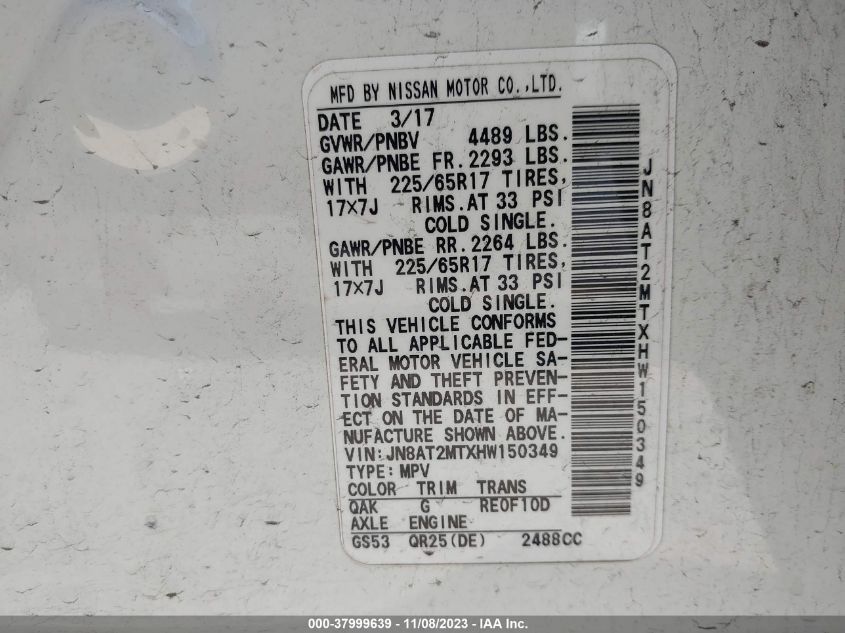 MFD BY NISSAN MOTOR CO.,LTD.
DATE 3/17
GVWR/PNBV 4489 LBS.
GAWR/PNBE FR. 2293 LBS.
WITH 225/65R17 TIRES,
17×7J RIMS. AT 33 PSI
COLD SINGLE.
GAWR/PNBE RR. 2264 LBS.
WITH 225/65R17 TIRES,
17×7J RIMS. AT 33 PSI
COLD SINGLE.
THIS VEHICLE CONFORMS
TO ALL APPLICABLE FED-
ERAL MOTOR VEHICLE SA-
FETY AND THEFT PREVEN-
TION STANDARDS IN EFF-
ECT ON THE DATE OF MA-
NUFACTURE SHOWN ABOVE.
VIN: JN8AT2MTXHW150349
TYPE: MPV
COLOR TRIM TRANS
QAK G RE0F10D
AXLE ENGINE
GS53 QR25(DE) 2488CC
JN8AT2MTXHW150349
000-37999639 - 11/08/2023 - © IAA Inc.